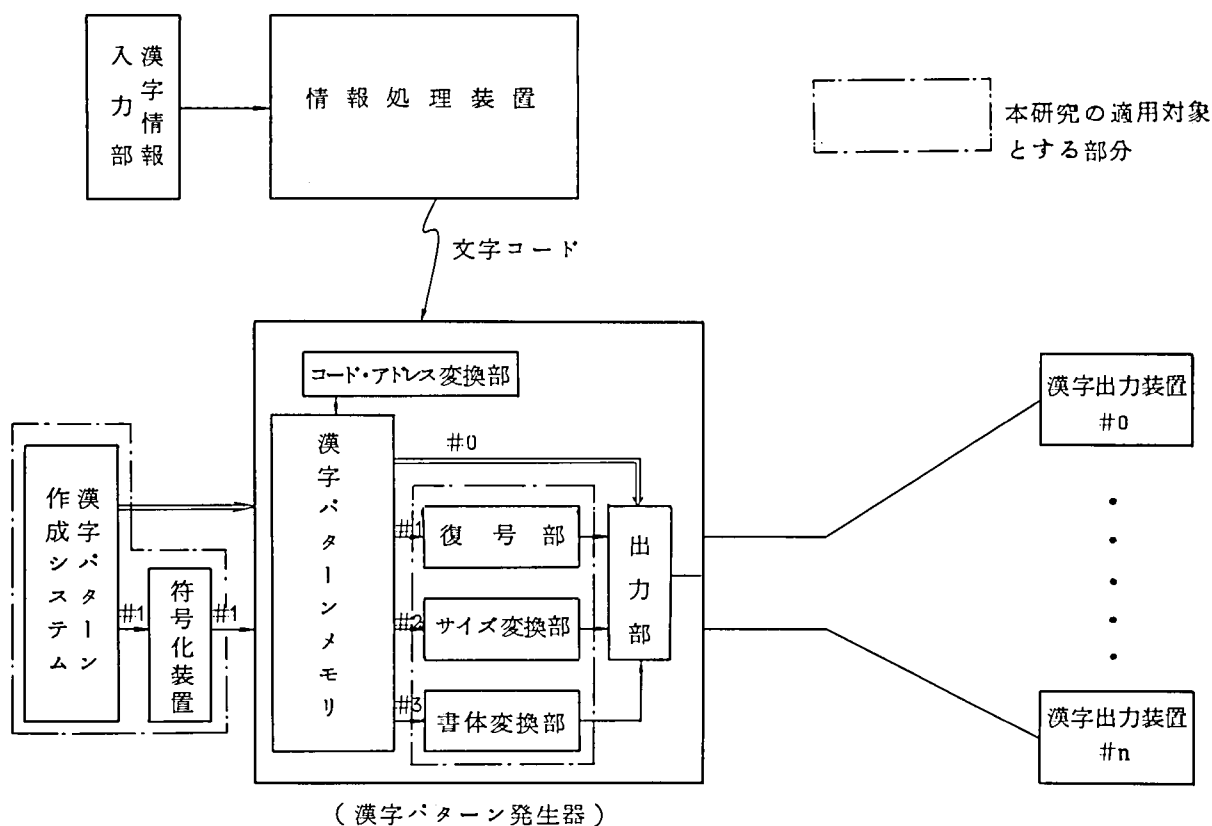 漢字情報
入力部
情報処理装置
本研究の適用対象
とする部分
文字コード
コード・アドレス変換部
漢字パターン
作成システム
#1
符号化装置
#1
漢字パターンメモリ
#0
#1
復号部
#2
サイズ変換部
#3
書体変換部
出力部
漢字出力装置
#0
漢字出力装置
#n
(漢字パターン発生器)